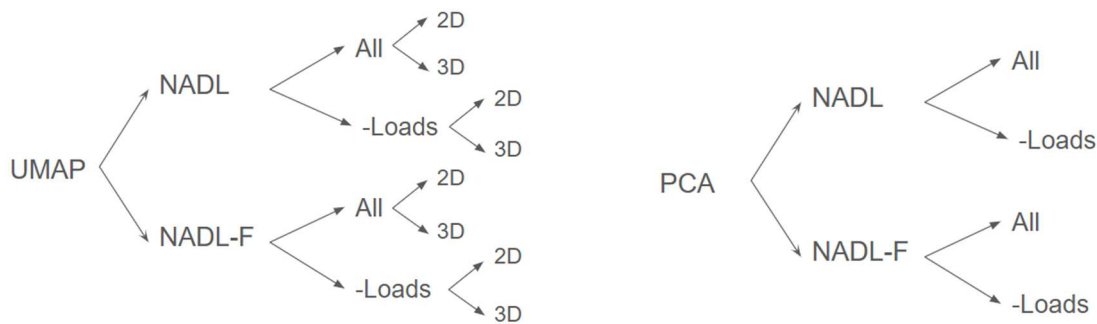 UMAP
NADL
All
2D
3D
-Loads
2D
3D
NADL-F
All
2D
3D
-Loads
2D
3D
PCA
NADL
All
-Loads
NADL-F
All
-Loads